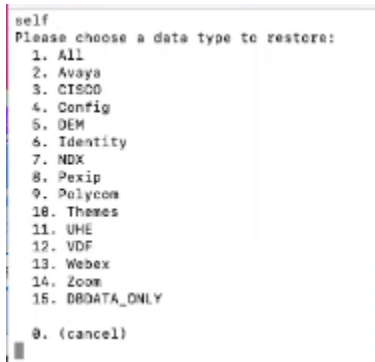 self
Please choose a data type to restore:
1. All
2. Avaya
3. CISCO
4. Config
5. DEM
6. Identity
7. NDX
8. Pexip
9. Polycom
10. Themes
11. UHE
12. VDF
13. Webex
14. Zoom
15. DBDATA_ONLY
0. (cancel)